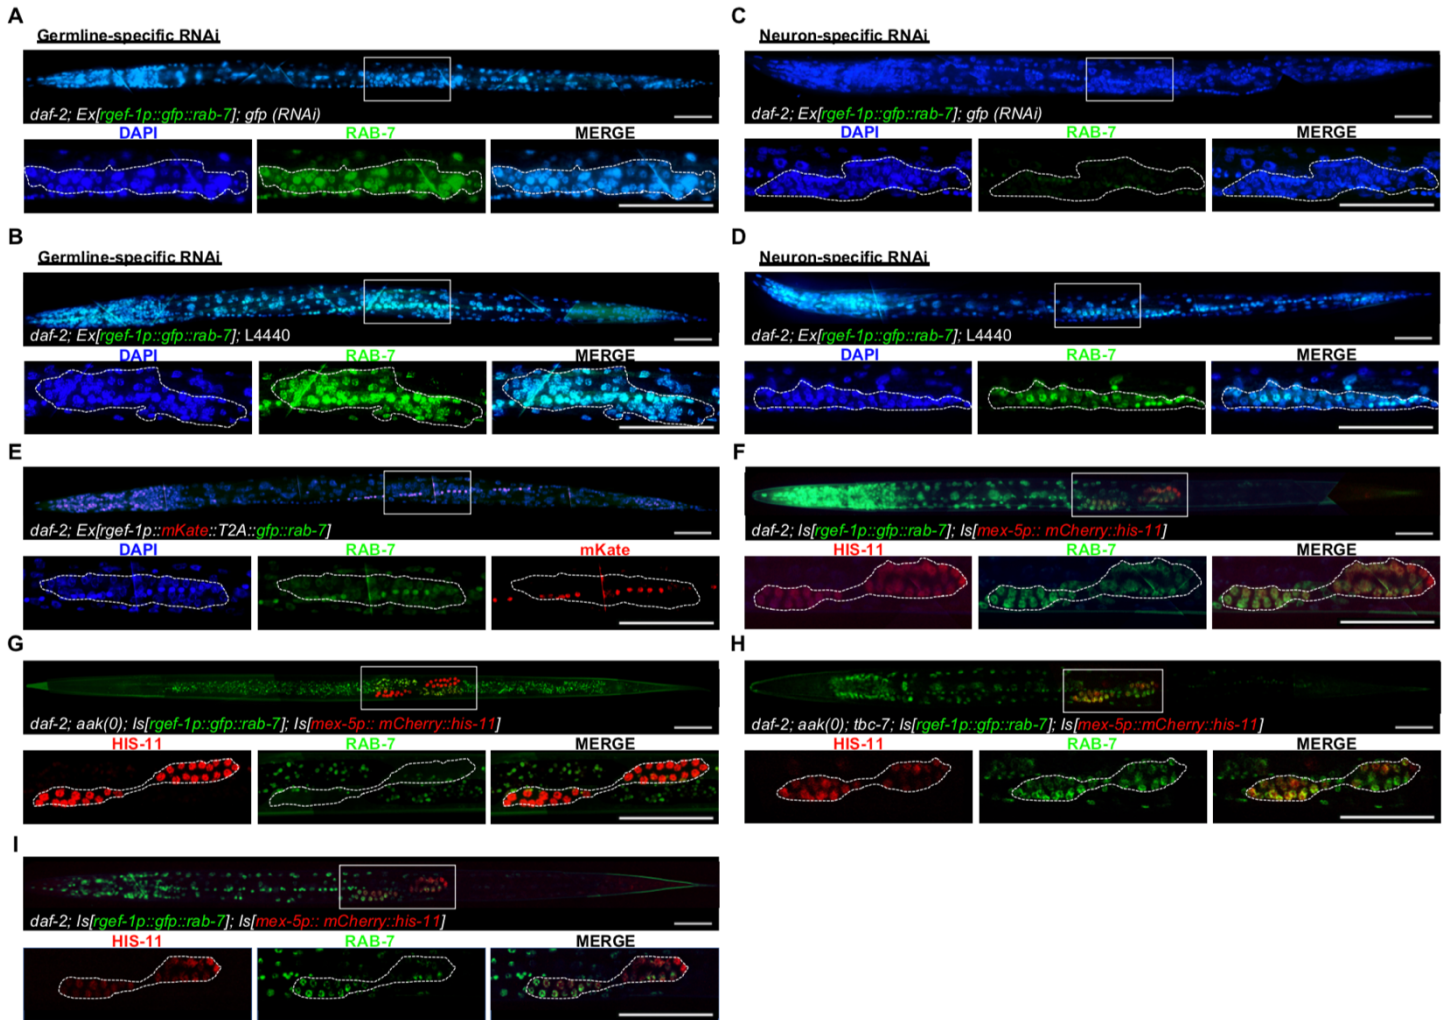 A
Germline-specific RNAi
daf-2; Ex[rgef-1p::gfp::rab-7]; gfp (RNAi)
DAPI RAB-7 MERGE
C
Neuron-specific RNAi
daf-2; Ex[rgef-1p::gfp::rab-7]; gfp (RNAi)
DAPI RAB-7 MERGE
B
Germline-specific RNAi
daf-2; Ex[rgef-1p::gfp::rab-7]; L4440
DAPI RAB-7 MERGE
D
Neuron-specific RNAi
daf-2; Ex[rgef-1p::gfp::rab-7]; L4440
DAPI RAB-7 MERGE
E
daf-2; Ex[rgef-1p::mKate::T2A::gfp::rab-7]
DAPI RAB-7 mKate
F
daf-2; Is[rgef-1p::gfp::rab-7]; Is[mex-5p:: mCherry::his-11]
HIS-11 RAB-7 MERGE
G
daf-2; aak(0); Is[rgef-1p::gfp::rab-7]; Is[mex-5p:: mCherry::his-11]
HIS-11 RAB-7 MERGE
H
daf-2; aak(0); tbc-7; Is[rgef-1p::gfp::rab-7]; Is[mex-5p::mCherry::his-11]
HIS-11 RAB-7 MERGE
I
daf-2; Is[rgef-1p::gfp::rab-7]; Is[mex-5p:: mCherry::his-11]
HIS-11 RAB-7 MERGE